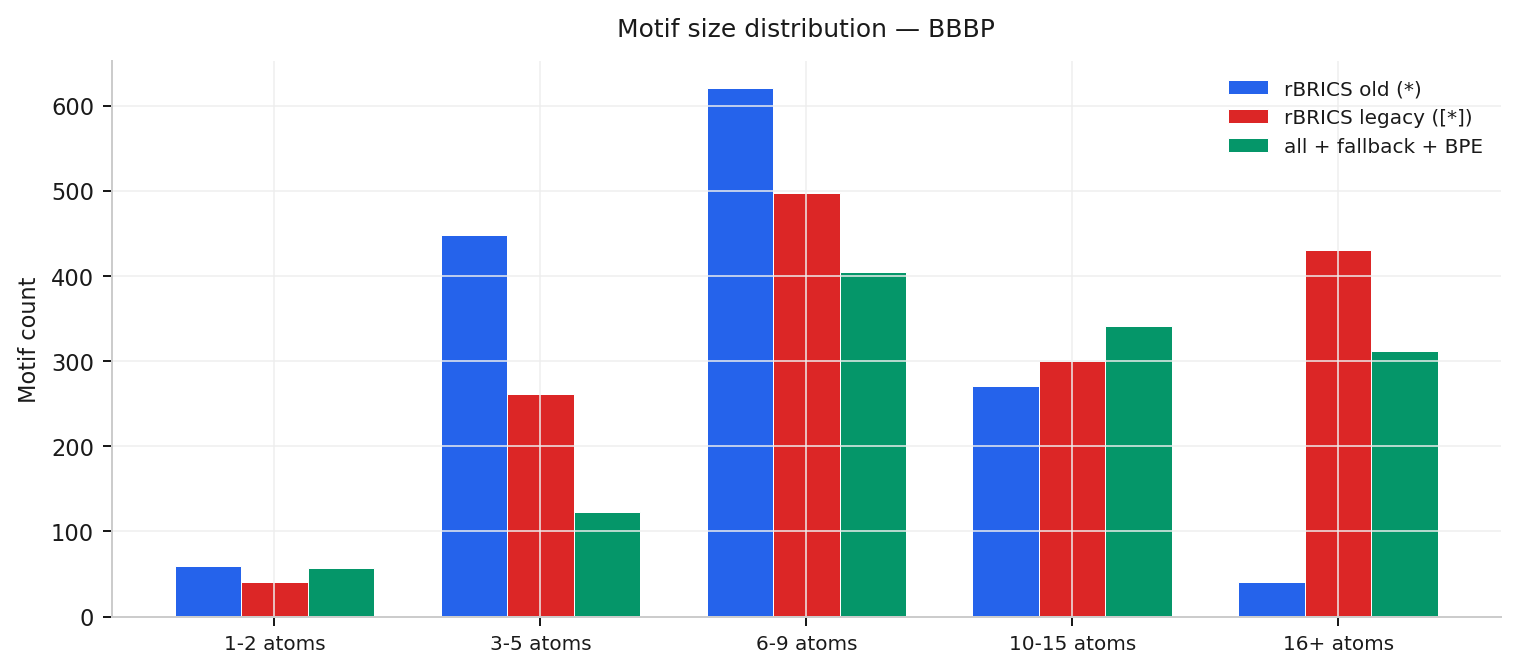 Motif size distribution — BBBP
rBRICS old (*)
rBRICS legacy ([*])
all + fallback + BPE
Motif count
600
500
400
300
200
100
0
1-2 atoms
3-5 atoms
6-9 atoms
10-15 atoms
16+ atoms